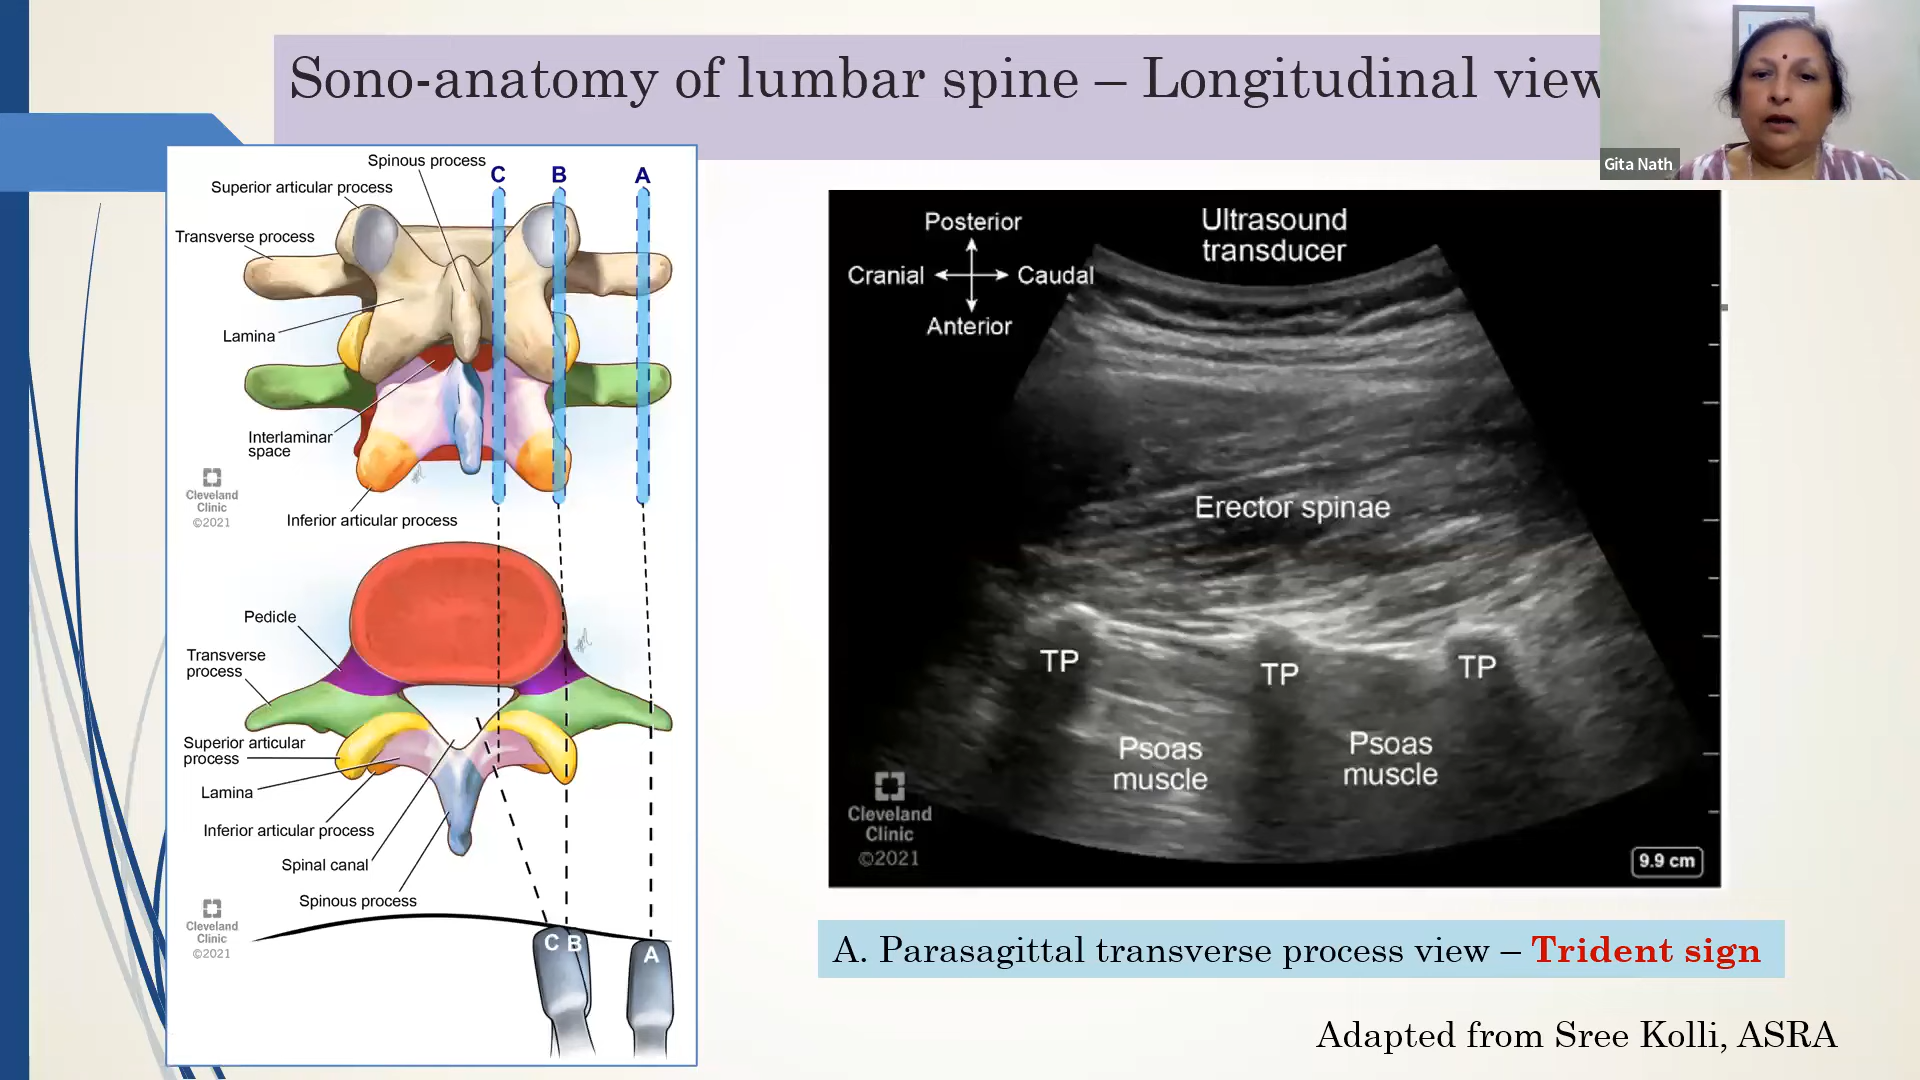 Sono-anatomy of lumbar spine – Longitudinal view
Gita Nath
Spinous process
Superior articular process
Transverse process
C
B
A
Lamina
Interlaminar
space
Cleveland
Clinic
©2021
Inferior articular process
Pedicle
Transverse
process
Superior articular
process
Lamina
Inferior articular process
Spinal canal
Spinous process
Cleveland
Clinic
©2021
C
B
A
Posterior
Cranial
Caudal
Anterior
Ultrasound
transducer
Erector spinae
TP
TP
TP
Psoas
muscle
Psoas
muscle
Cleveland
Clinic
©2021
9.9 cm
A. Parasagittal transverse process view – Trident sign
Adapted from Sree Kolli, ASRA